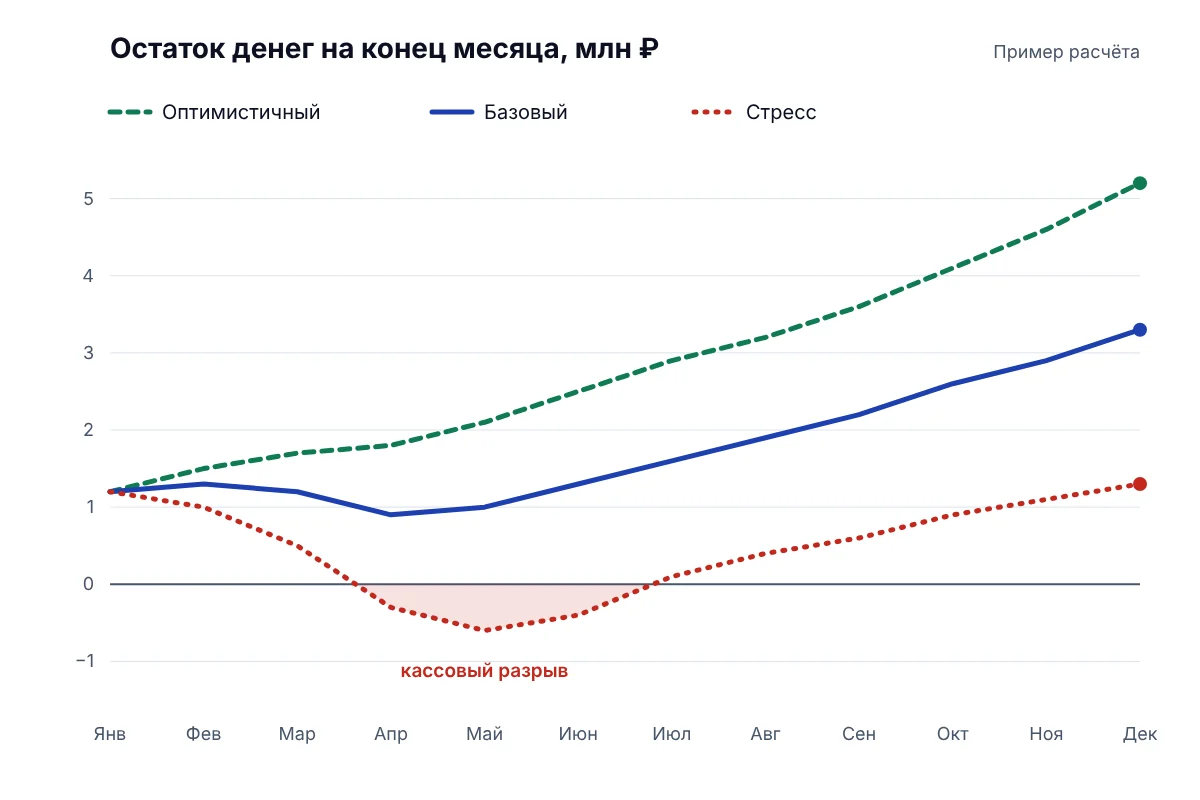 Остаток денег на конец месяца, млн ₽
Пример расчёта
Оптимистичный
Базовый
Стресс
5
4
3
2
1
0
−1
кассовый разрыв
Янв Фев Мар Апр Май Июн Июл Авг Сен Окт Ноя Дек